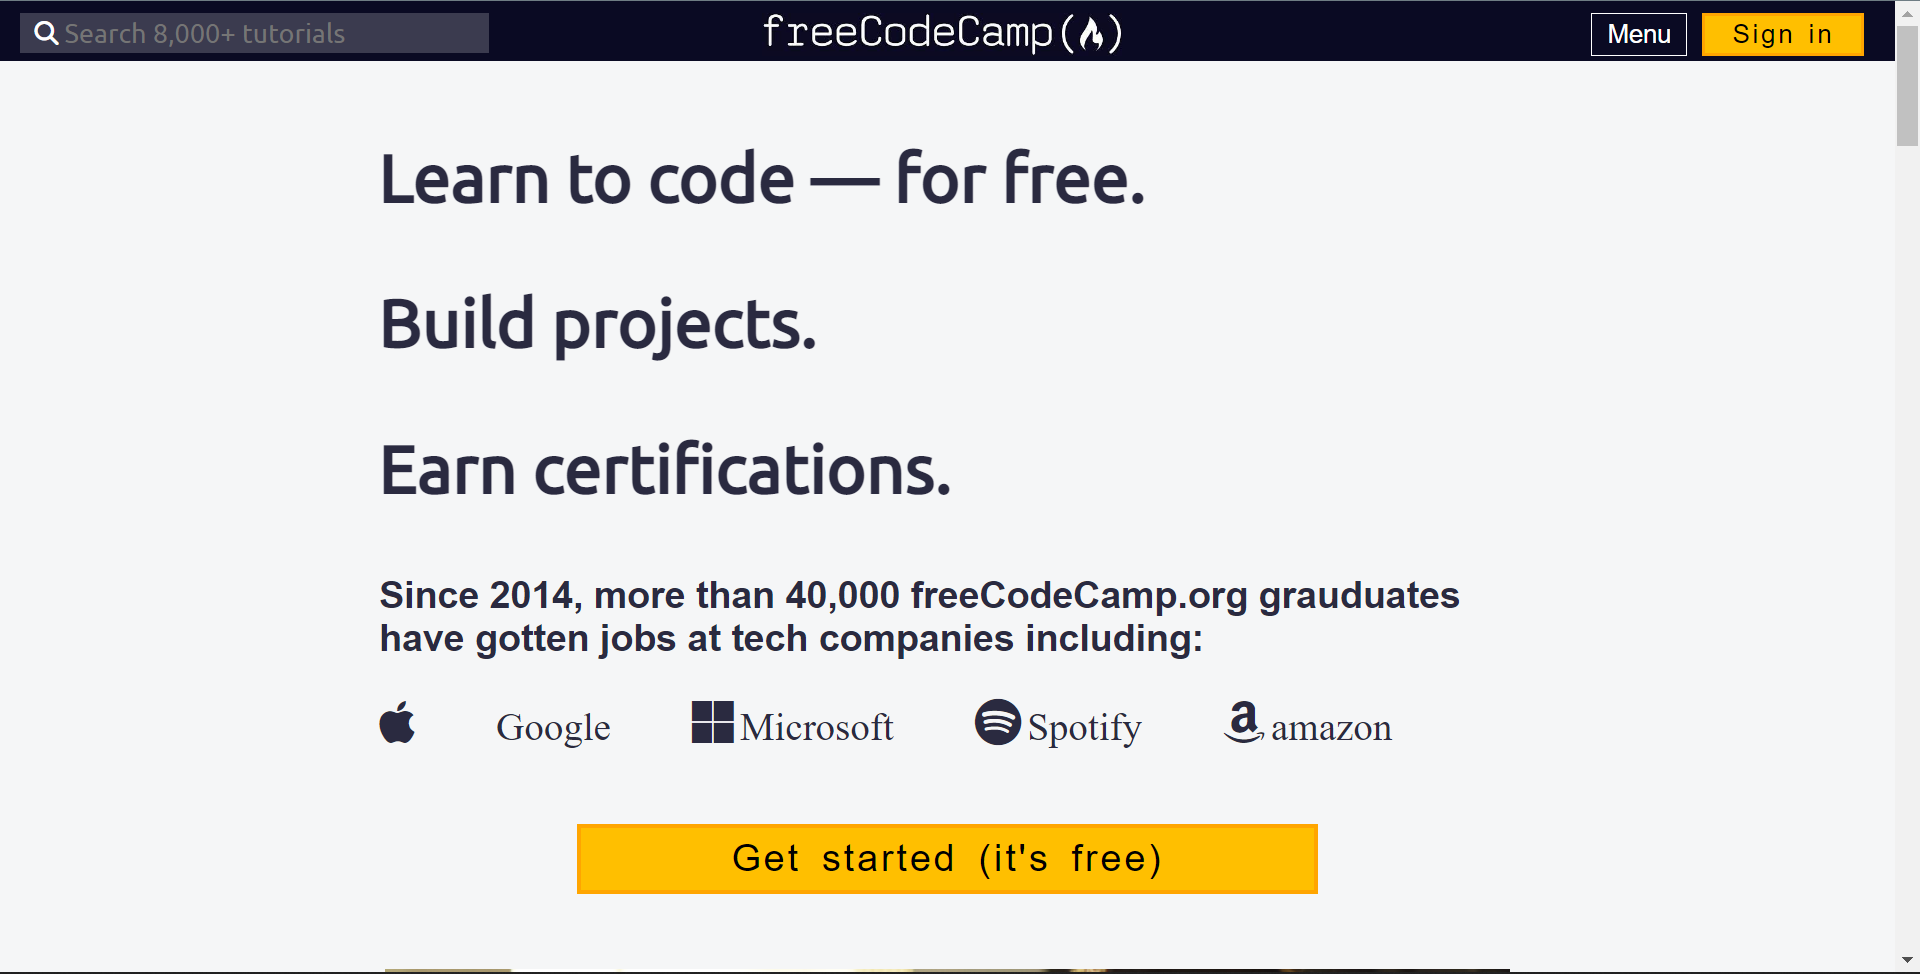 Search 8,000+ tutorials
freeCodeCamp(🔥)
Menu
Sign in
Learn to code — for free.
Build projects.
Earn certifications.
Since 2014, more than 40,000 freeCodeCamp.org grauduates
have gotten jobs at tech companies including:
Google
Microsoft
Spotify
a amazon
Get started (it's free)